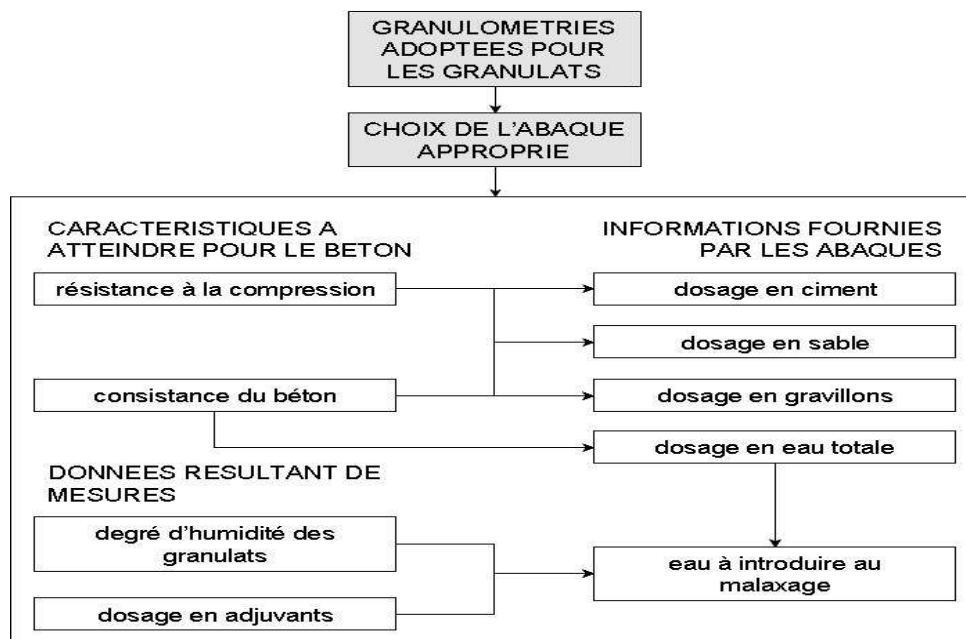 GRANULOMETRIES
ADOPTEES POUR
LES GRANULATS
CHOIX DE L'ABAQUE
APPROPRIE
CARACTERISTIQUES A
ATTEINDRE POUR LE BETON
résistance à la compression
consistance du béton
DONNEES RESULTANT DE
MESURES
degré d'humidité des
granulats
dosage en adjuvants
INFORMATIONS FOURNIES
PAR LES ABAQUES
dosage en ciment
dosage en sable
dosage en gravillons
dosage en eau totale
eau à introduire au
malaxage